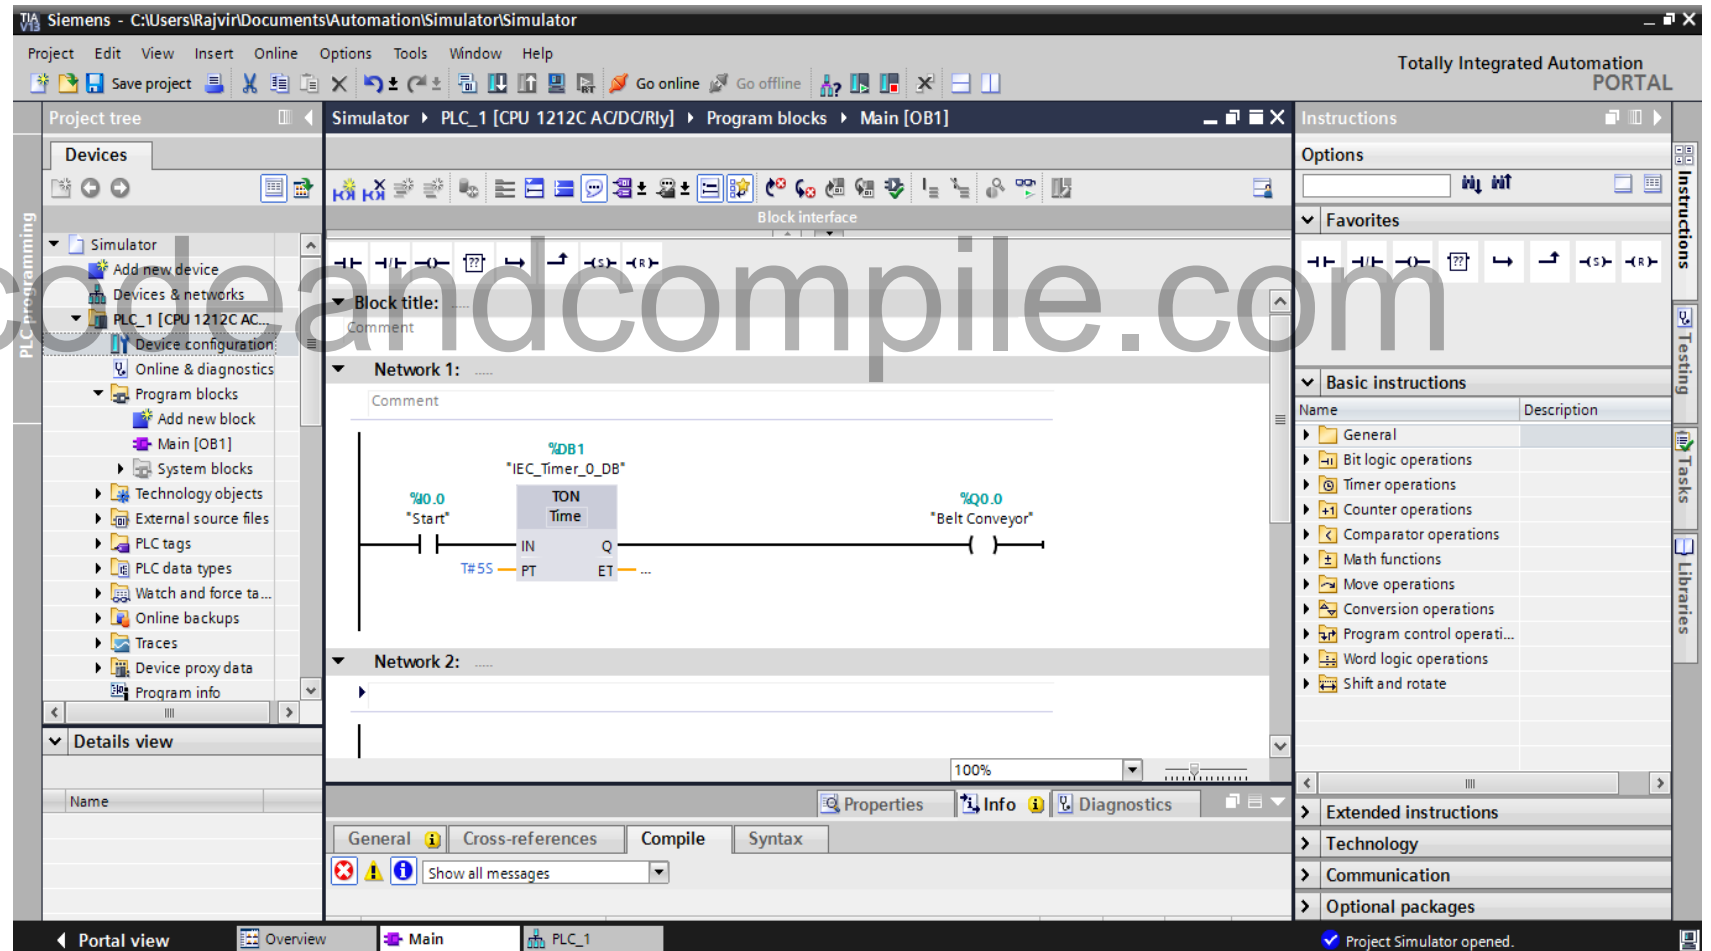 TIA V13 Siemens - C:\Users\Rajvir\Documents\Automation\Simulator\Simulator
Project Edit View Insert Online Options Tools Window Help
Totally Integrated Automation
PORTAL
Save project Go online Go offline
Project tree
Devices
PLC programming
Simulator
Add new device
Devices & networks
PLC_1 [CPU 1212C AC...
Device configuration
Online & diagnostics
Program blocks
Add new block
Main [OB1]
System blocks
Technology objects
External source files
PLC tags
PLC data types
Watch and force ta...
Online backups
Traces
Device proxy data
Program info
Details view
Name
Simulator PLC_1 [CPU 1212C AC/DC/Rly] Program blocks Main [OB1]
Block interface
??
(S) (R)
Block title: .....
Comment
Network 1: .....
Comment
%DB1
"IEC_Timer_0_DB"
%I0.0
"Start"
TON
Time
%Q0.0
"Belt Conveyor"
IN Q
T#5S PT ET ...
Network 2: .....
100%
Properties Info Diagnostics
General Cross-references Compile Syntax
Show all messages
Instructions
Options
Favorites
??
(S) (R)
Basic instructions
Name Description
General
Bit logic operations
Timer operations
Counter operations
Comparator operations
Math functions
Move operations
Conversion operations
Program control operati...
Word logic operations
Shift and rotate
Extended instructions
Technology
Communication
Optional packages
Instructions
Testing
Tasks
Libraries
Portal view Overview Main PLC_1
Project Simulator opened.
codeandcompile.com